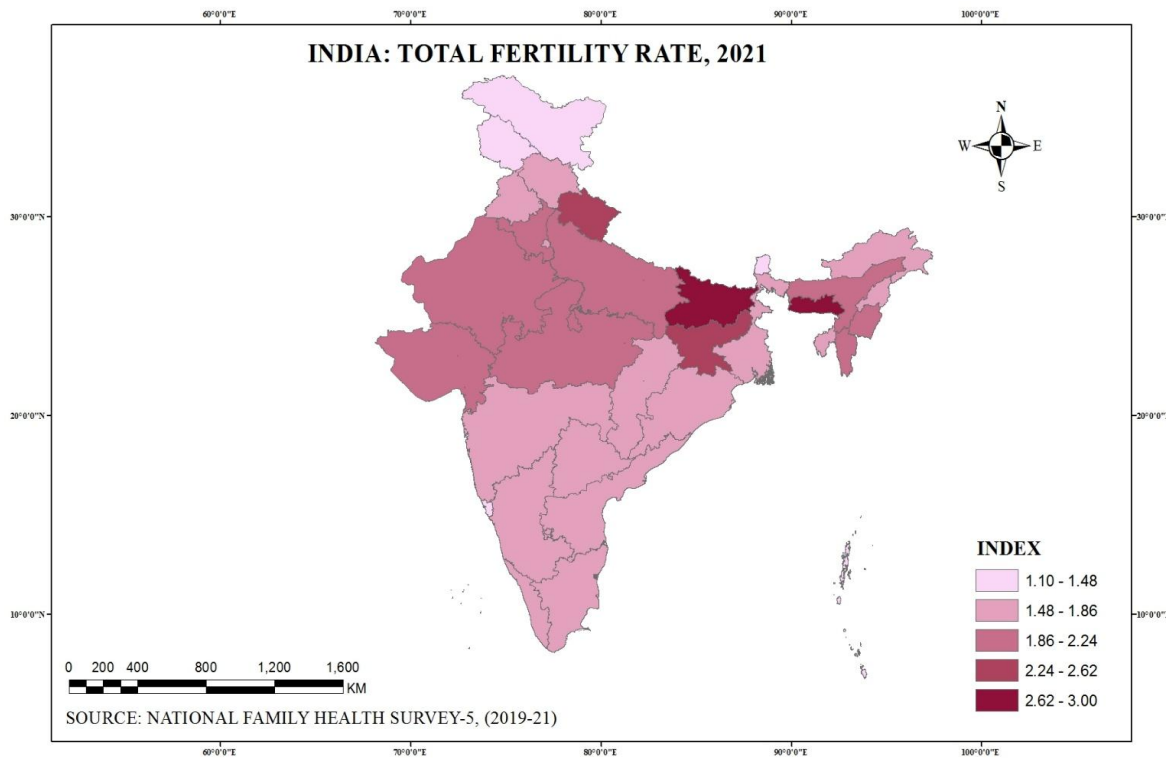 60°0'0"E 70°0'0"E 80°0'0"E 90°0'0"E 100°0'0"E
INDIA: TOTAL FERTILITY RATE, 2021
N
W E
S
30°0'0"N 30°0'0"N
20°0'0"N 20°0'0"N
INDEX
1.10 - 1.48
1.48 - 1.86
10°0'0"N 10°0'0"N
1.86 - 2.24
2.24 - 2.62
2.62 - 3.00
0 200 400 800 1,200 1,600
KM
SOURCE: NATIONAL FAMILY HEALTH SURVEY-5, (2019-21)
60°0'0"E 70°0'0"E 80°0'0"E 90°0'0"E 100°0'0"E